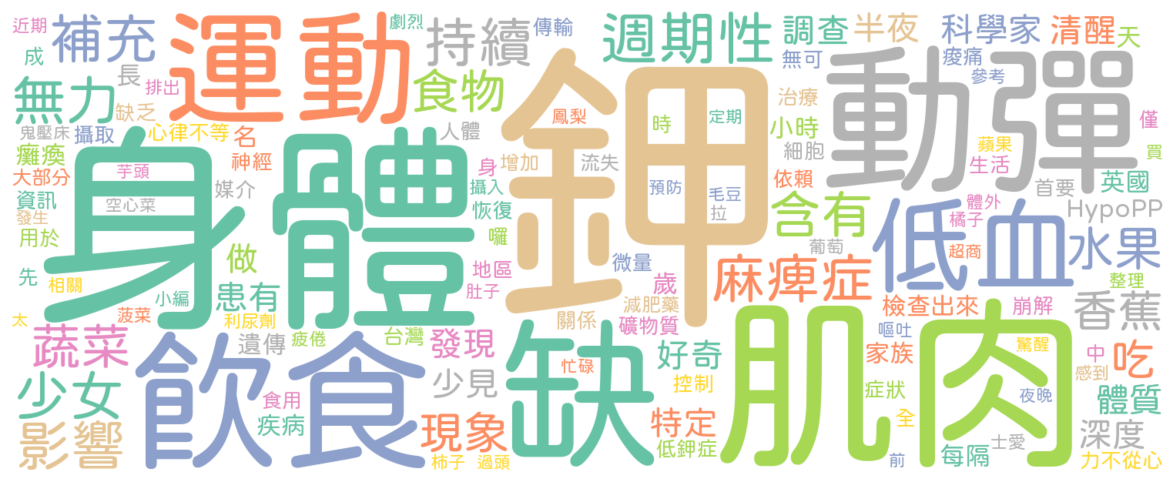 近期
補充
運動
劇烈
持續
傳輸
週期性
調查
半夜
科學家
清醒
天
成
長
排出
食物
無可
痠痛
參考
無力
缺乏
鉀
動彈
治療
僅
鬼壓床
攝取
心律不等
名
人體
鳳梨
時
定期
小時
細胞
蘋果
買
癱瘓
身體
神經
身
增加
流失
生活
大部分
芋頭
媒介
攝入
預防
毛豆
依賴
首要
英國
資訊
空心菜
恢復
拉
含有
低血
體外
HypoPP
發生
用於
囉
葡萄
橘子
先
相關
做
地區
微量
麻痺症
超商
水果
小編
患有
肚子
歲
整理
太
菠菜
利尿劑
減肥藥
檢查出來
崩解
香蕉
蔬菜
遺傳
疲倦
台灣
關係
礦物質
肌肉
嘔吐
飲食
發現
缺
好奇
家族
驚醒
中
吃
少女
少見
忙碌
控制
症狀
感到
食用
夜晚
體質
影響
疾病
現象
特定
全
士愛
深度
低鉀症
柿子
過頭
前
每隔
力不從心